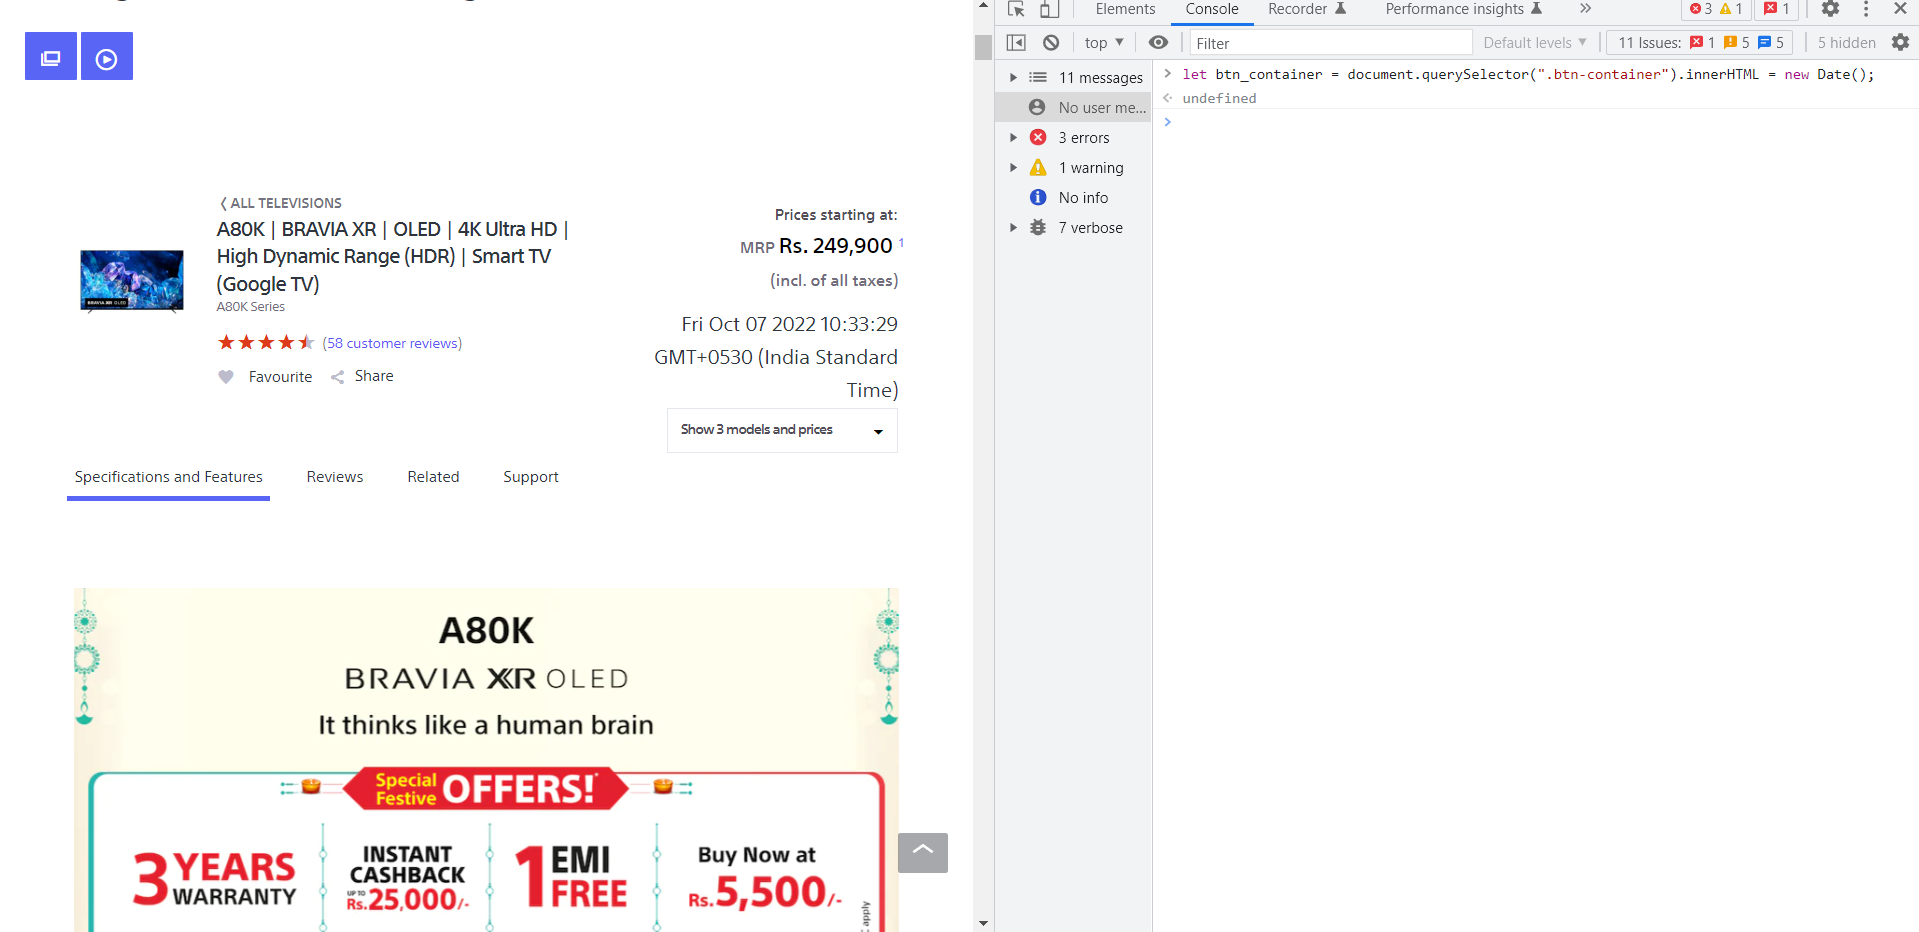 ALL TELEVISIONS
A80K | BRAVIA XR | OLED | 4K Ultra HD |
High Dynamic Range (HDR) | Smart TV
(Google TV)
A80K Series
(58 customer reviews)
Favourite Share
Prices starting at:
MRP Rs. 249,900 1
(incl. of all taxes)
Fri Oct 07 2022 10:33:29
GMT+0530 (India Standard
Time)
Show 3 models and prices
Specifications and Features Reviews Related Support
A80K
BRAVIA XR OLED
It thinks like a human brain
Special
Festive
OFFERS!*
3 YEARS
WARRANTY
INSTANT
CASHBACK
UP TO
Rs.25,000/-
1 EMI
FREE
Buy Now at
Rs.5,500/-
apply
BRAVIA XR OLED
Elements Console Recorder Performance insights 3 1 1
top Filter Default levels 11 Issues: 1 5 5 5 hidden
11 messages
No user me...
3 errors
1 warning
No info
7 verbose
let btn_container = document.querySelector(".btn-container").innerHTML = new Date();
undefined